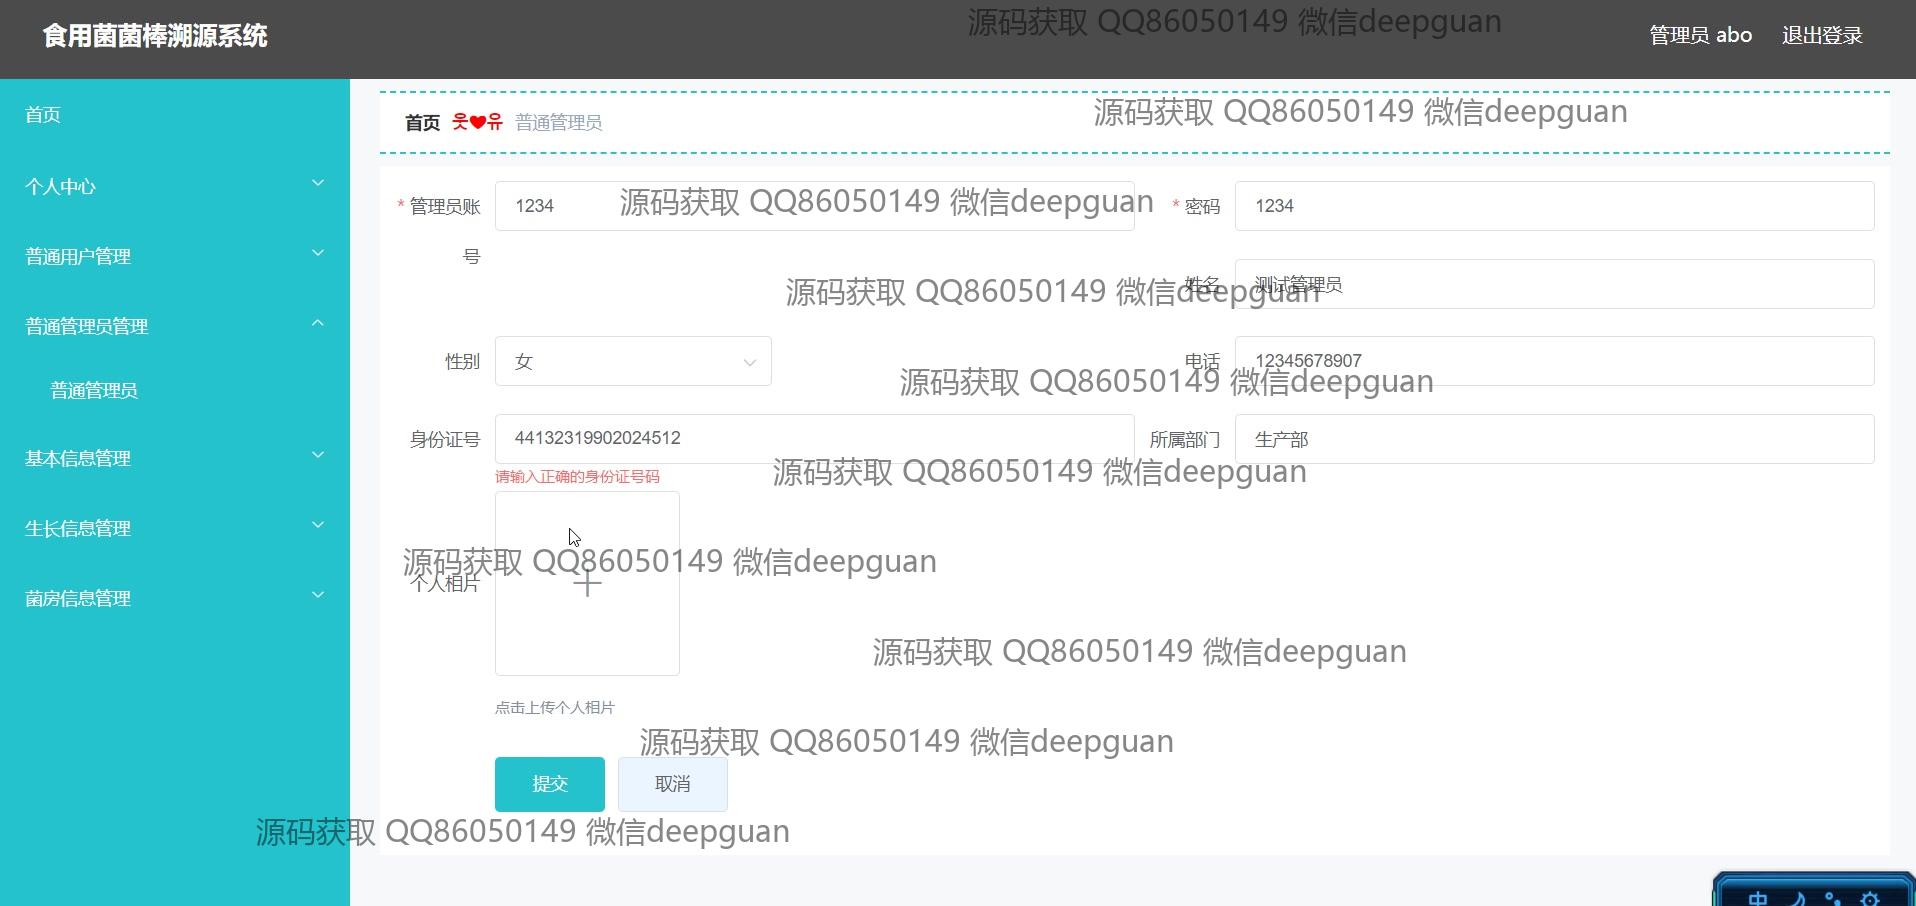 食用菌菌棒溯源系统
管理员 abo 退出登录
源码获取 QQ86050149 微信deepguan
首页
个人中心
普通用户管理
普通管理员管理
普通管理员
基本信息管理
生长信息管理
菌房信息管理
首页 웃❤유 普通管理员
源码获取 QQ86050149 微信deepguan
* 管理员账号 1234
源码获取 QQ86050149 微信deepguan
* 密码 1234
姓名 测试管理员
源码获取 QQ86050149 微信deepguan
性别 女
电话 12345678907
源码获取 QQ86050149 微信deepguan
身份证号 44132319902024512
请输入正确的身份证号码
所属部门 生产部
源码获取 QQ86050149 微信deepguan
个人相片
源码获取 QQ86050149 微信deepguan
源码获取 QQ86050149 微信deepguan
点击上传个人相片
源码获取 QQ86050149 微信deepguan
提交 取消
源码获取 QQ86050149 微信deepguan
中